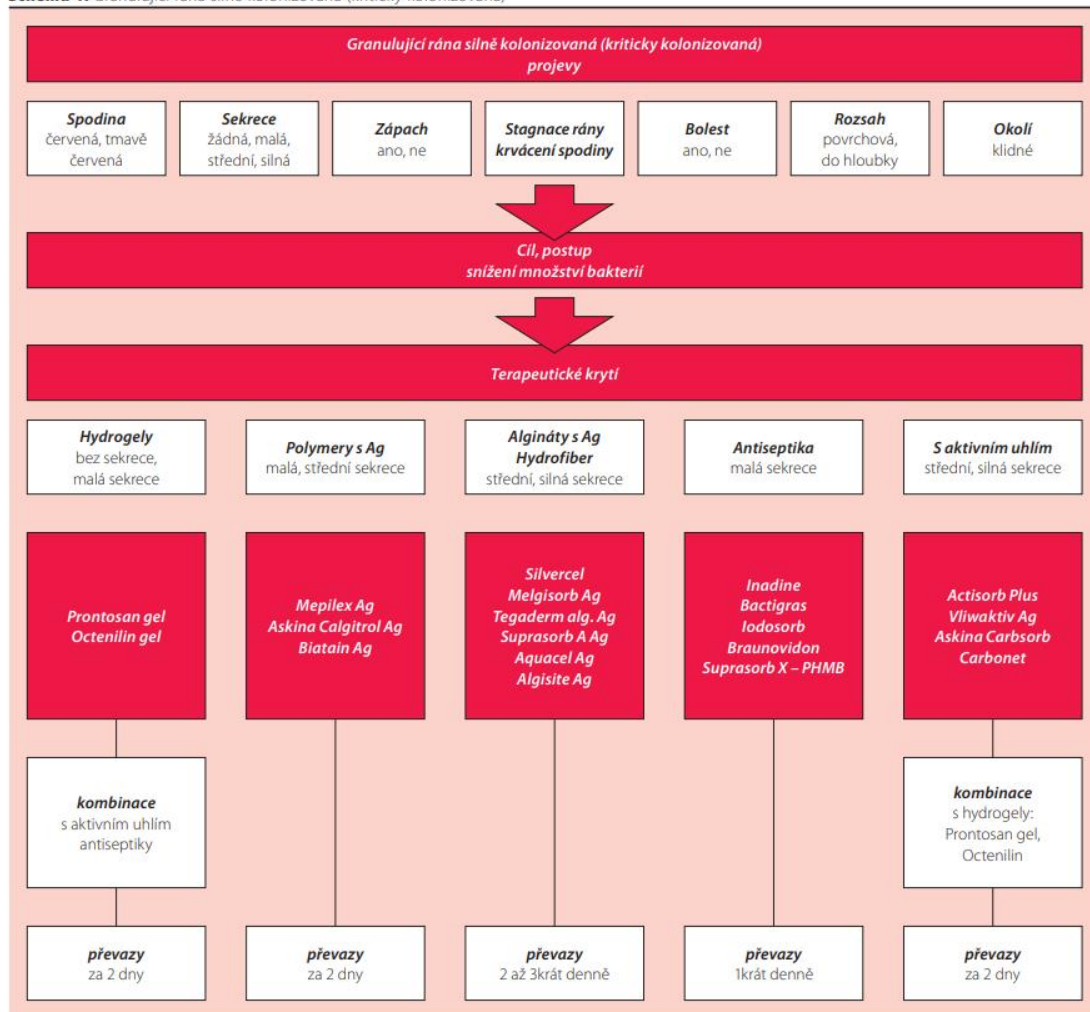 Granulující rána silně kolonizovaná (kriticky kolonizovaná)
projevy
Spodina
červená, tmavě
červená
Sekrece
žádná, malá,
střední, silná
Zápach
ano, ne
Stagnace rány
krvácení spodiny
Bolest
ano, ne
Rozsah
povrchová,
do hloubky
Okolí
klidné
Cíl, postup
snížení množství bakterií
Terapeutické krytí
Hydrogely
bez sekrece,
malá sekrece
Polymery s Ag
malá, střední sekrece
Algináty s Ag
Hydrofiber
střední, silná sekrece
Antiseptika
malá sekrece
S aktivním uhlím
střední, silná sekrece
Prontosan gel
Octenilin gel
Mepilex Ag
Askina Calgitrol Ag
Biatain Ag
Silvercel
Melgisorb Ag
Tegaderm alg. Ag
Suprasorb A Ag
Aquacel Ag
Algisite Ag
Inadine
Bactigras
Iodosorb
Braunovidon
Suprasorb X – PHMB
Actisorb Plus
Vliwaktiv Ag
Askina Carbsorb
Carbonet
kombinace
s aktivním uhlím
antiseptiky
kombinace
s hydrogely:
Prontosan gel,
Octenilin
převazy
za 2 dny
převazy
za 2 dny
převazy
2 až 3krát denně
převazy
1krát denně
převazy
za 2 dny